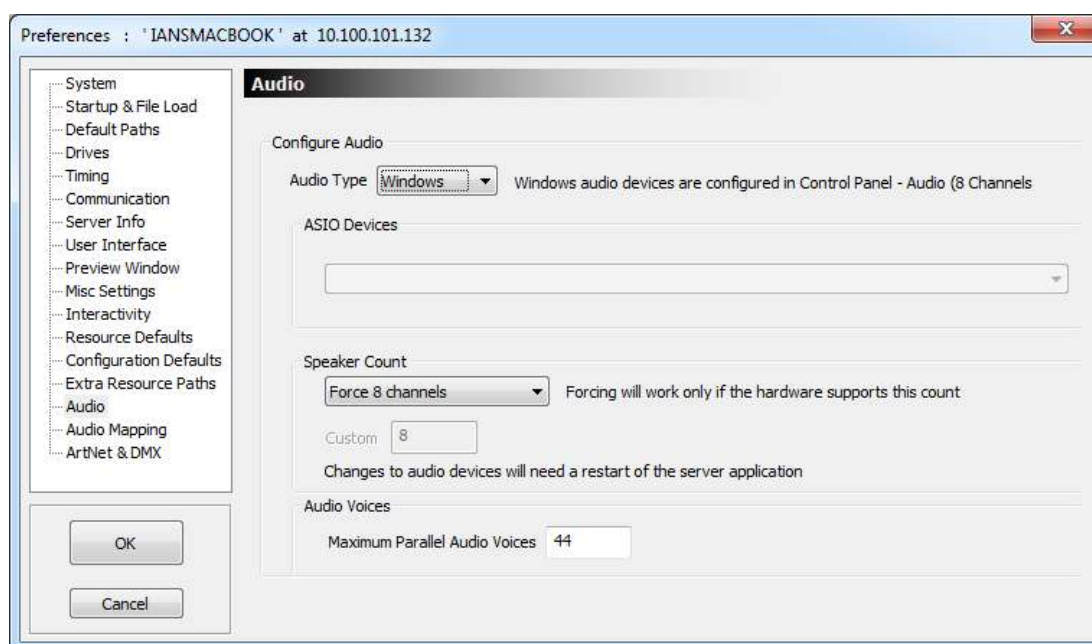 Preferences : 'IANSMACBOOK' at 10.100.101.132
System
Startup & File Load
Default Paths
Drives
Timing
Communication
Server Info
User Interface
Preview Window
Misc Settings
Interactivity
Resource Defaults
Configuration Defaults
Extra Resource Paths
Audio
Audio Mapping
ArtNet & DMX
OK
Cancel
Audio
Configure Audio
Audio Type Windows Windows audio devices are configured in Control Panel - Audio (8 Channels
ASIO Devices
Speaker Count
Force 8 channels Forcing will work only if the hardware supports this count
Custom 8
Changes to audio devices will need a restart of the server application
Audio Voices
Maximum Parallel Audio Voices 44